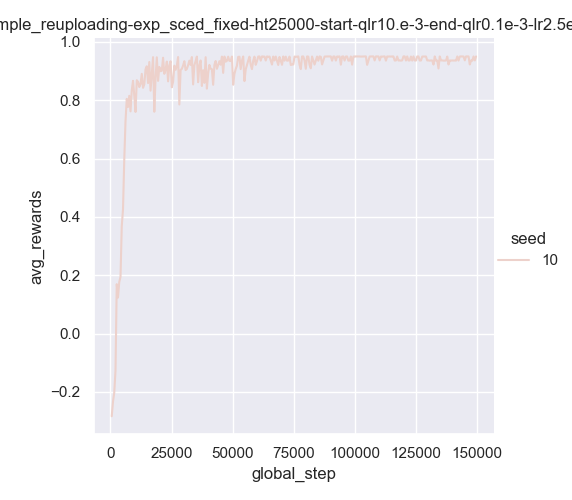 mple_reuploading-exp_sced_fixed-ht25000-start-qlr10.e-3-end-qlr0.1e-3-lr2.5e
1.0
0.8
0.6
0.4
0.2
0.0
−0.2
avg_rewards
0 25000 50000 75000 100000 125000 150000
global_step
seed
10